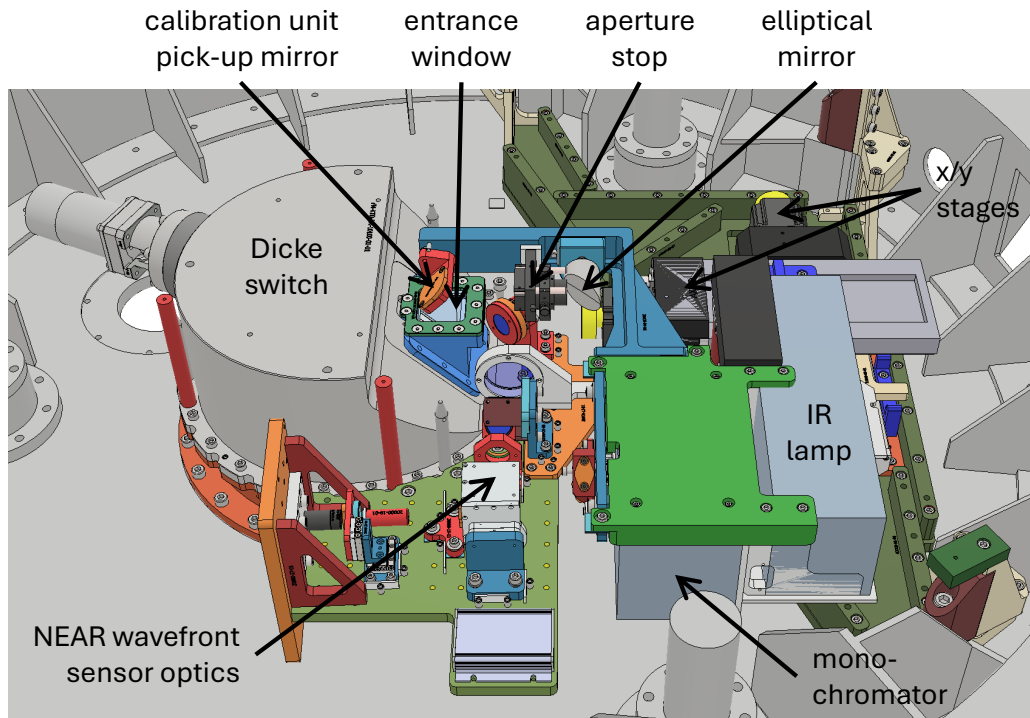 calibration unit
pick-up mirror
entrance
window
aperture
stop
elliptical
mirror
x/y
stages
Dicke
switch
IR
lamp
NEAR wavefront
sensor optics
mono-
chromator